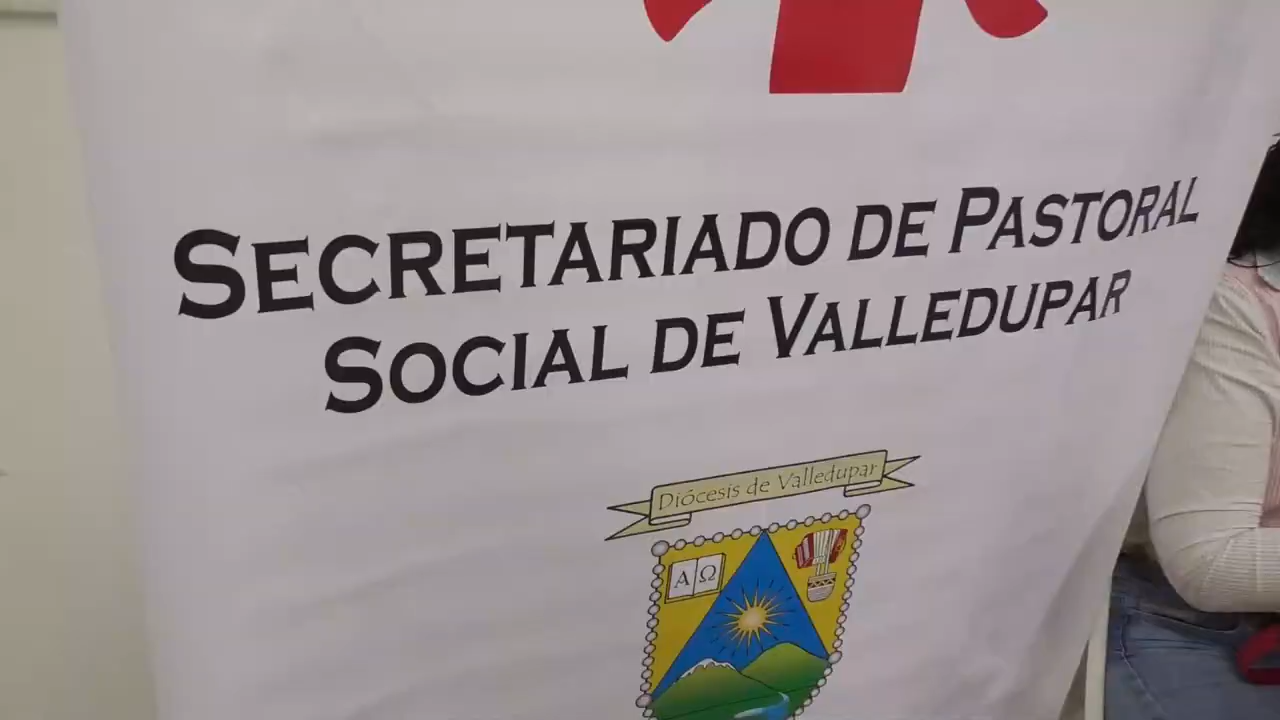 SECRETARIADO DE PASTORAL
SOCIAL DE VALLEDUPAR
Diócesis de Valledupar
A Ω